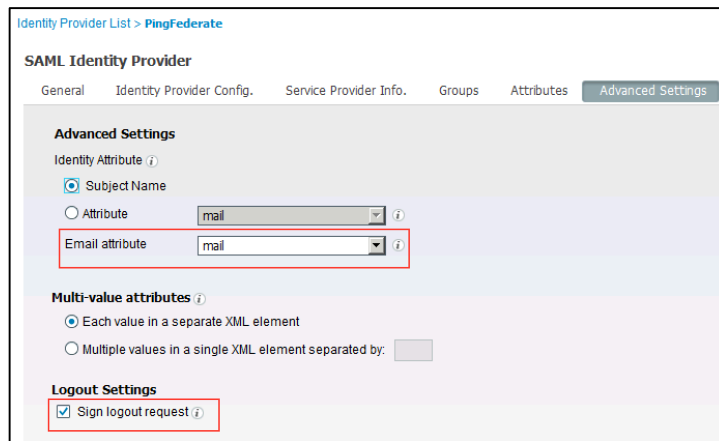 Identity Provider List > PingFederate
SAML Identity Provider
General Identity Provider Config. Service Provider Info. Groups Attributes Advanced Settings
Advanced Settings
Identity Attribute i
Subject Name
Attribute mail i
Email attribute mail i
Multi-value attributes i
Each value in a separate XML element
Multiple values in a single XML element separated by:
Logout Settings
Sign logout request i